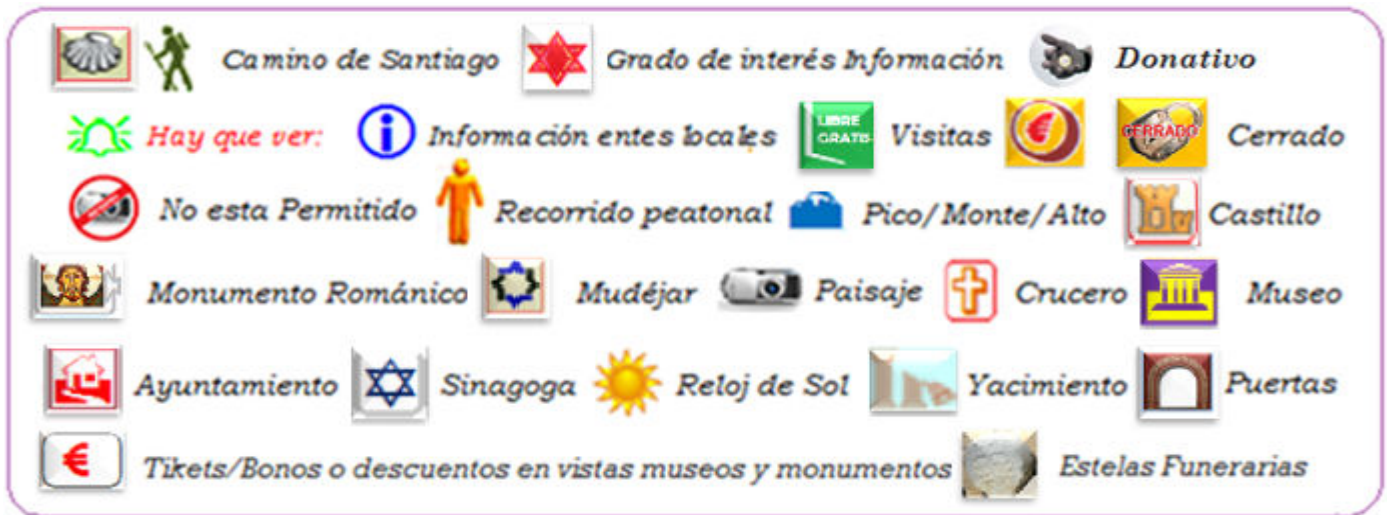 Camino de Santiago Grado de interés Información Donativo
Hay que ver: Información entes locales LIBRE GRATIS Visitas CERRADO Cerrado
No esta Permitido Recorrido peatonal Pico/Monte/Alto Castillo
Monumento Románico Mudéjar Paisaje Crucero Museo
Ayuntamiento Sinagoga Reloj de Sol Yacimiento Puertas
€ Tikets/Bonos o descuentos en vistas museos y monumentos Estelas Funerarias